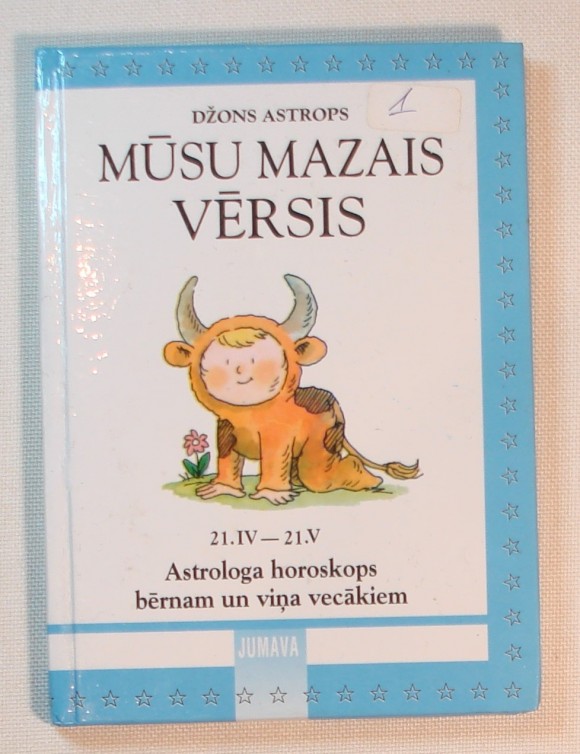 1
DŽONS ASTROPS
MŪSU MAZAIS
VĒRSIS
21.IV — 21.V
Astrologa horoskops
bērnam un viņa vecākiem
JUMAVA